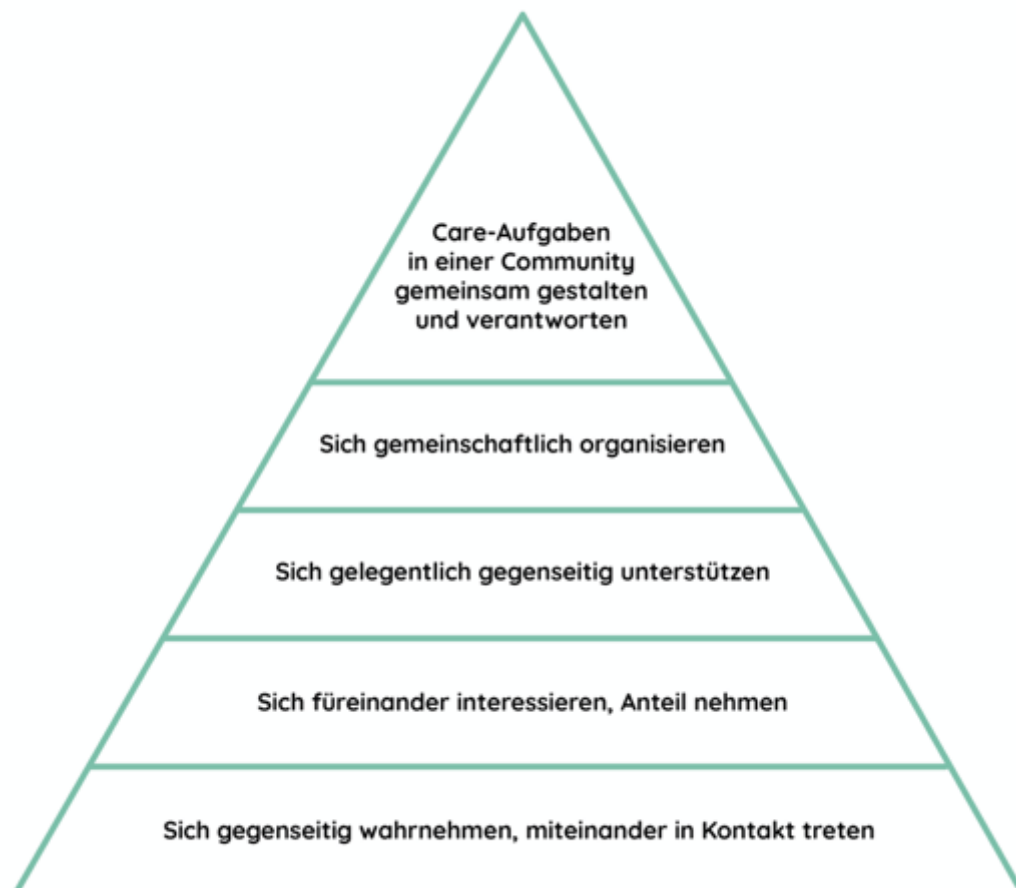 Care-Aufgaben
in einer Community
gemeinsam gestalten
und verantworten
Sich gemeinschaftlich organisieren
Sich gelegentlich gegenseitig unterstützen
Sich füreinander interessieren, Anteil nehmen
Sich gegenseitig wahrnehmen, miteinander in Kontakt treten